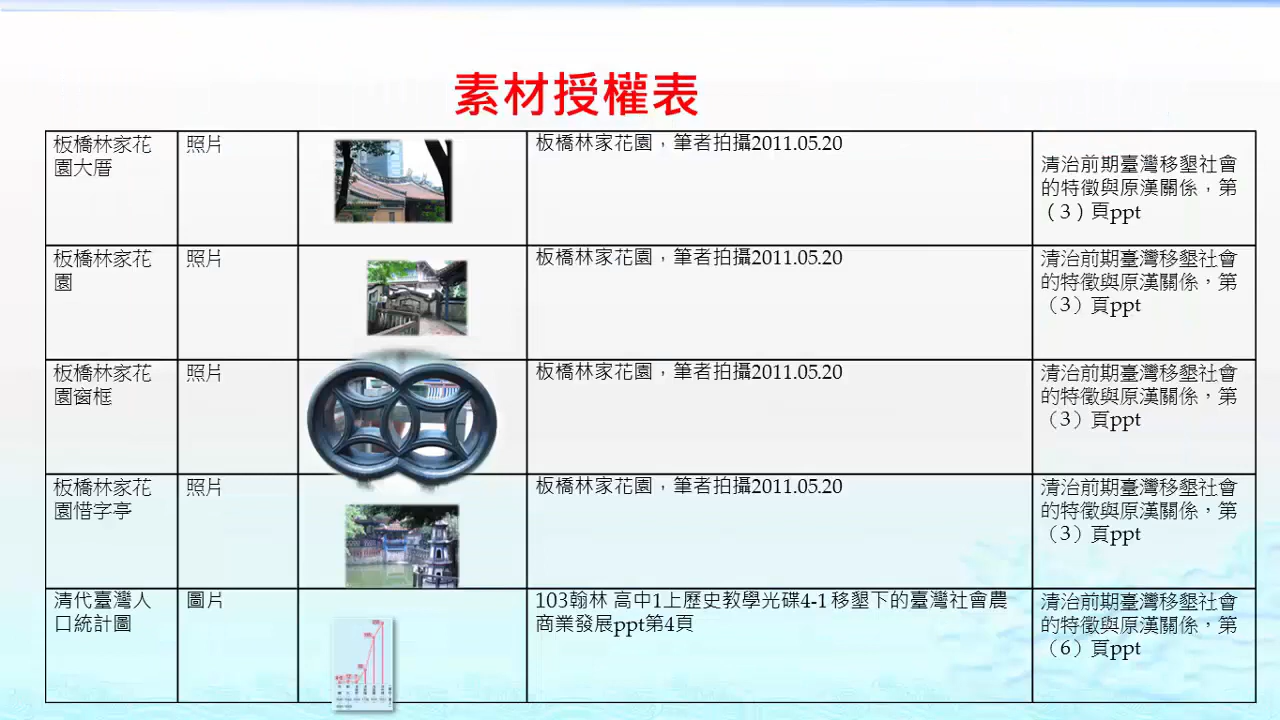 素材授權表
板橋林家花
園大厝
照片
板橋林家花園，筆者拍攝2011.05.20
清治前期臺灣移墾社會
的特徵與原漢關係，第
（3）頁ppt
板橋林家花
園
照片
板橋林家花園，筆者拍攝2011.05.20
清治前期臺灣移墾社會
的特徵與原漢關係，第
（3）頁ppt
板橋林家花
園窗框
照片
板橋林家花園，筆者拍攝2011.05.20
清治前期臺灣移墾社會
的特徵與原漢關係，第
（3）頁ppt
板橋林家花
園惜字亭
照片
板橋林家花園，筆者拍攝2011.05.20
清治前期臺灣移墾社會
的特徵與原漢關係，第
（3）頁ppt
清代臺灣人
口統計圖
圖片
103翰林 高中1上歷史教學光碟4-1 移墾下的臺灣社會農
商業發展ppt第4頁
清治前期臺灣移墾社會
的特徵與原漢關係，第
（6）頁ppt